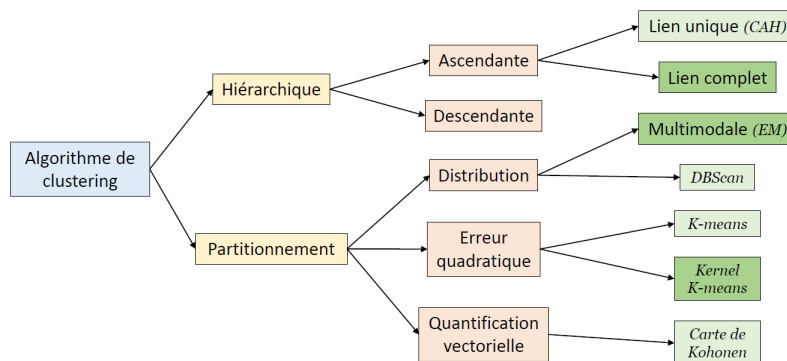 Algorithme de
clustering
Hiérarchique
Partitionnement
Ascendante
Descendante
Distribution
Erreur
quadratique
Quantification
vectorielle
Lien unique (CAH)
Lien complet
Multimodale (EM)
DBScan
K-means
Kernel
K-means
Carte de
Kohonen